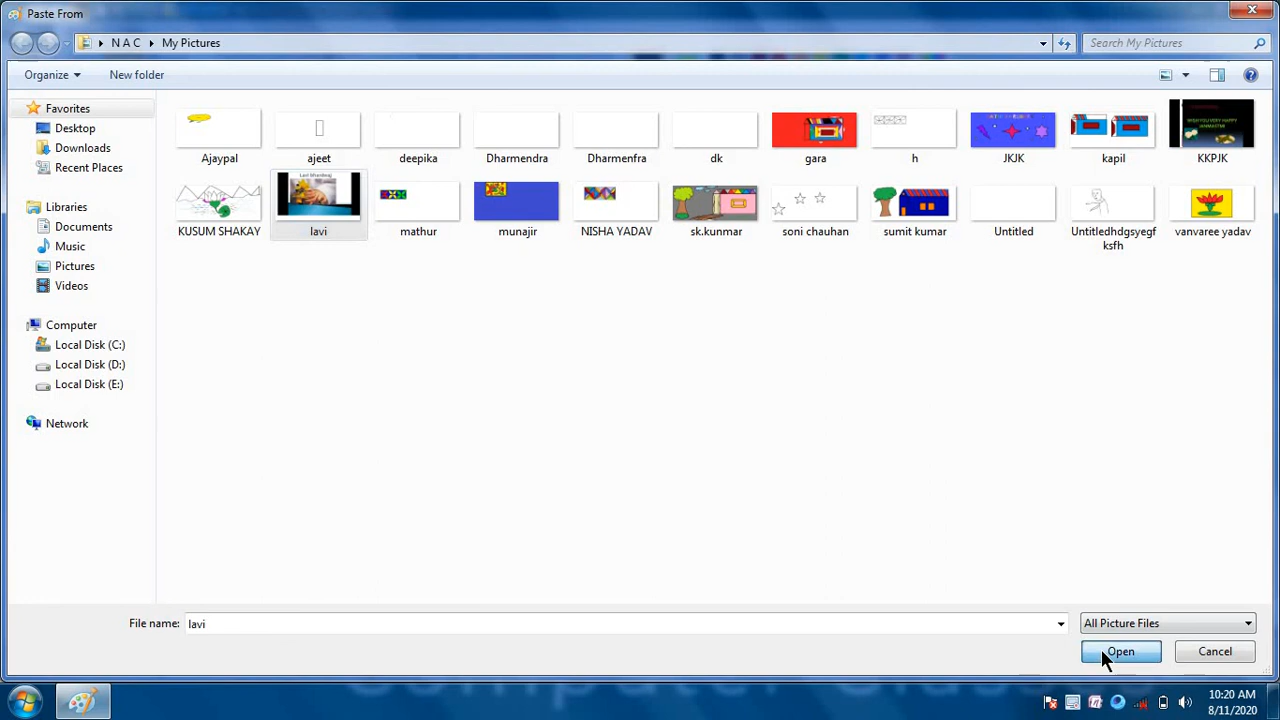 Paste From
N A C
My Pictures
Search My Pictures
Organize
New folder
Favorites
Desktop
Downloads
Recent Places
Libraries
Documents
Music
Pictures
Videos
Computer
Local Disk (C:)
Local Disk (D:)
Local Disk (E:)
Network
Ajaypal
ajeet
deepika
Dharmendra
Dharmenfra
dk
gara
h
JKJK
kapil
KKPJK
KUSUM SHAKAY
lavi
mathur
munajir
NISHA YADAV
sk.kunmar
soni chauhan
sumit kumar
Untitled
Untitledhdgsyegf
ksfh
vanvaree yadav
File name:
lavi
All Picture Files
Open
Cancel
10:20 AM
8/11/2020